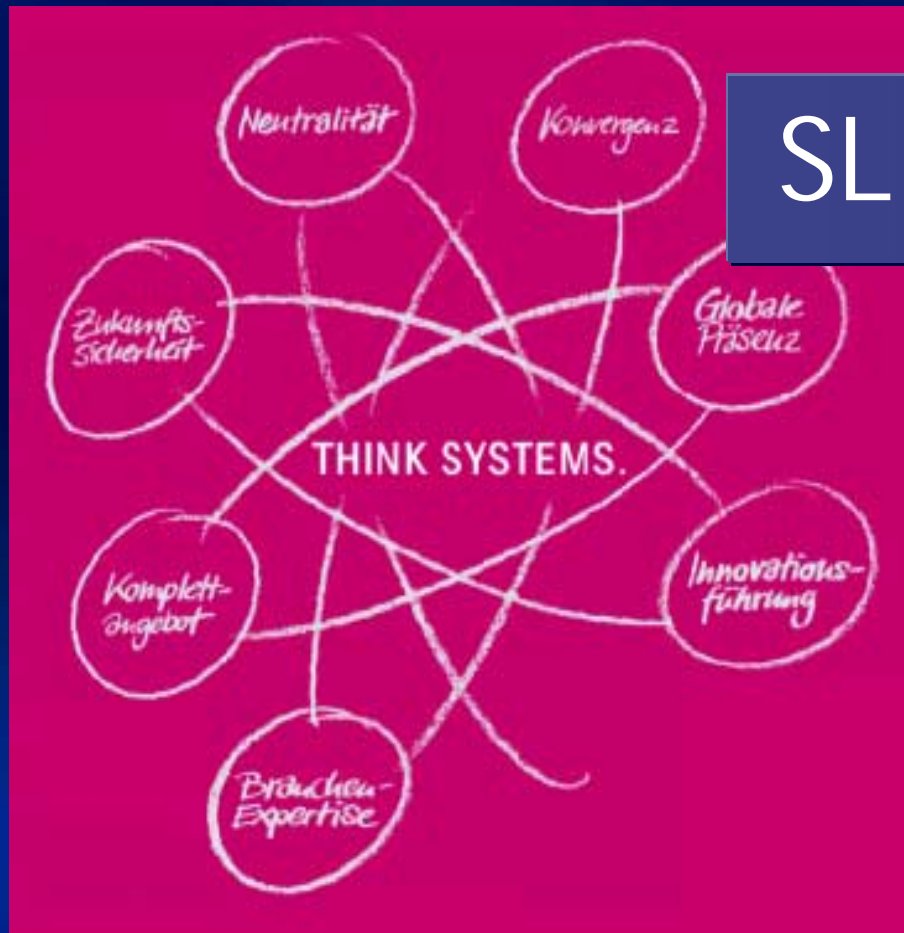 Neutralität
Konvergenz
SL
Zukunfts-
sicherheit
Globale
Präsenz
THINK SYSTEMS.
Komplett-
angebot
Innovations-
führung
Branchen-
Expertise